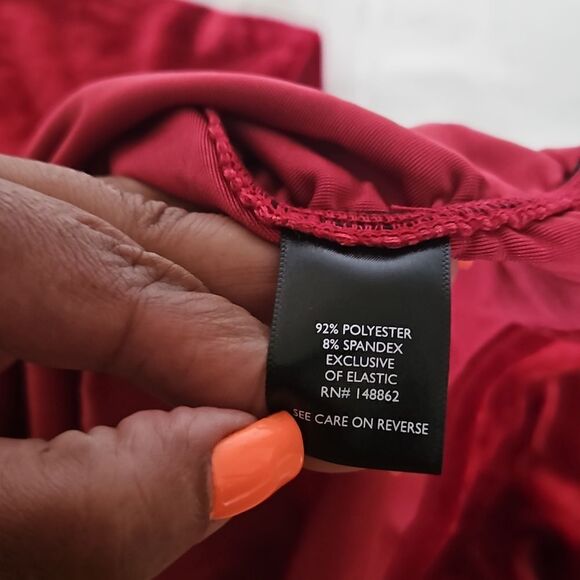 92% POLYESTER
8% SPANDEX
EXCLUSIVE
OF ELASTIC
RN# 148862
SEE CARE ON REVERSE